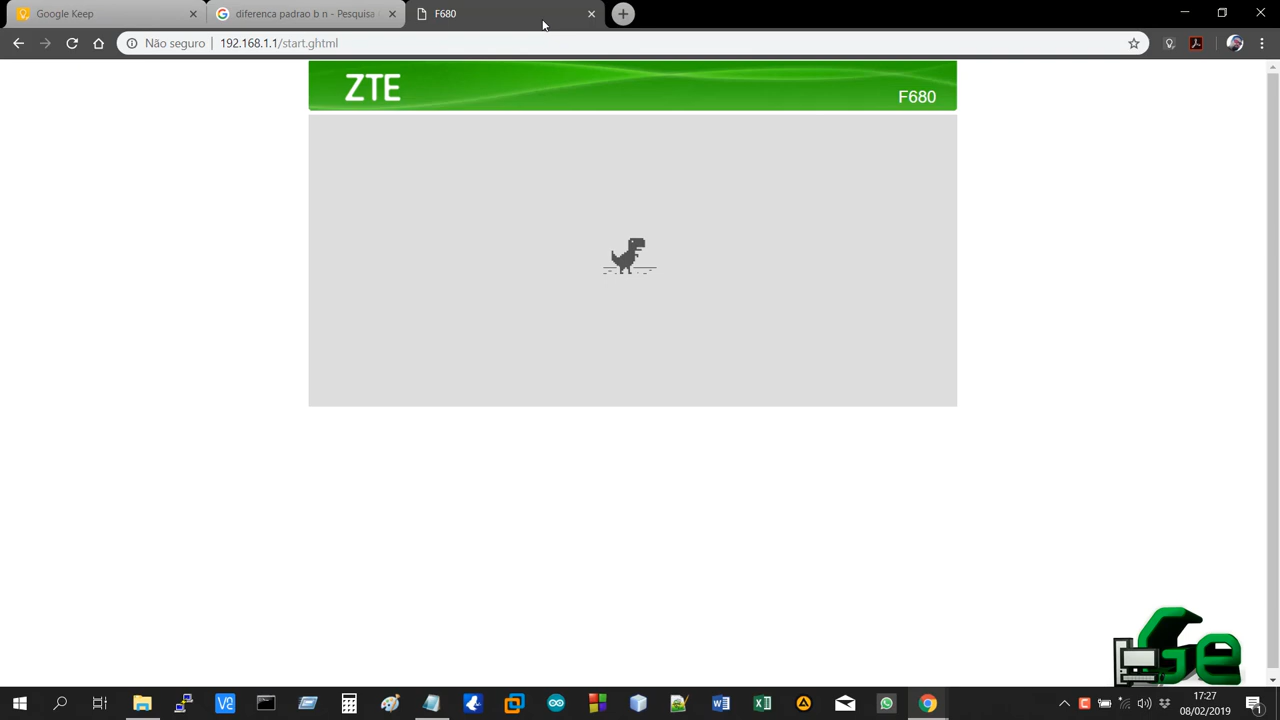 Google Keep
diferenca padrao b n - Pesquisa
F680
Não seguro
192.168.1.1/start.ghtml
ZTE
F680
Ge
17:27
08/02/2019